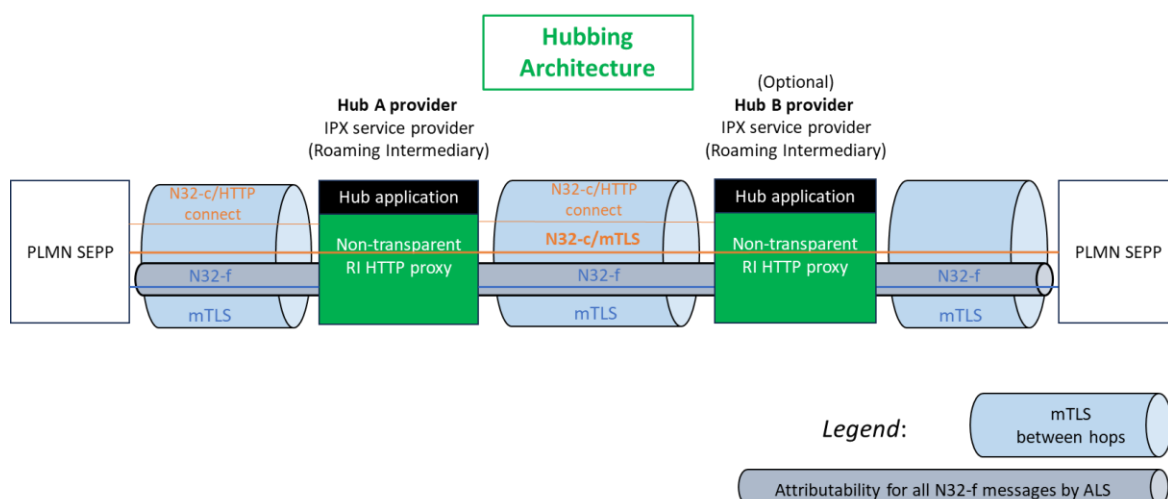 Hubbing
Architecture
Hub A provider
IPX service provider
(Roaming Intermediary)
(Optional)
Hub B provider
IPX service provider
(Roaming Intermediary)
PLMN SEPP
N32-c/HTTP
connect
N32-f
mTLS
Hub application
Non-transparent
RI HTTP proxy
N32-c/HTTP
connect
N32-c/mTLS
N32-f
mTLS
Hub application
Non-transparent
RI HTTP proxy
N32-f
mTLS
PLMN SEPP
Legend:
mTLS
between hops
Attributability for all N32-f messages by ALS